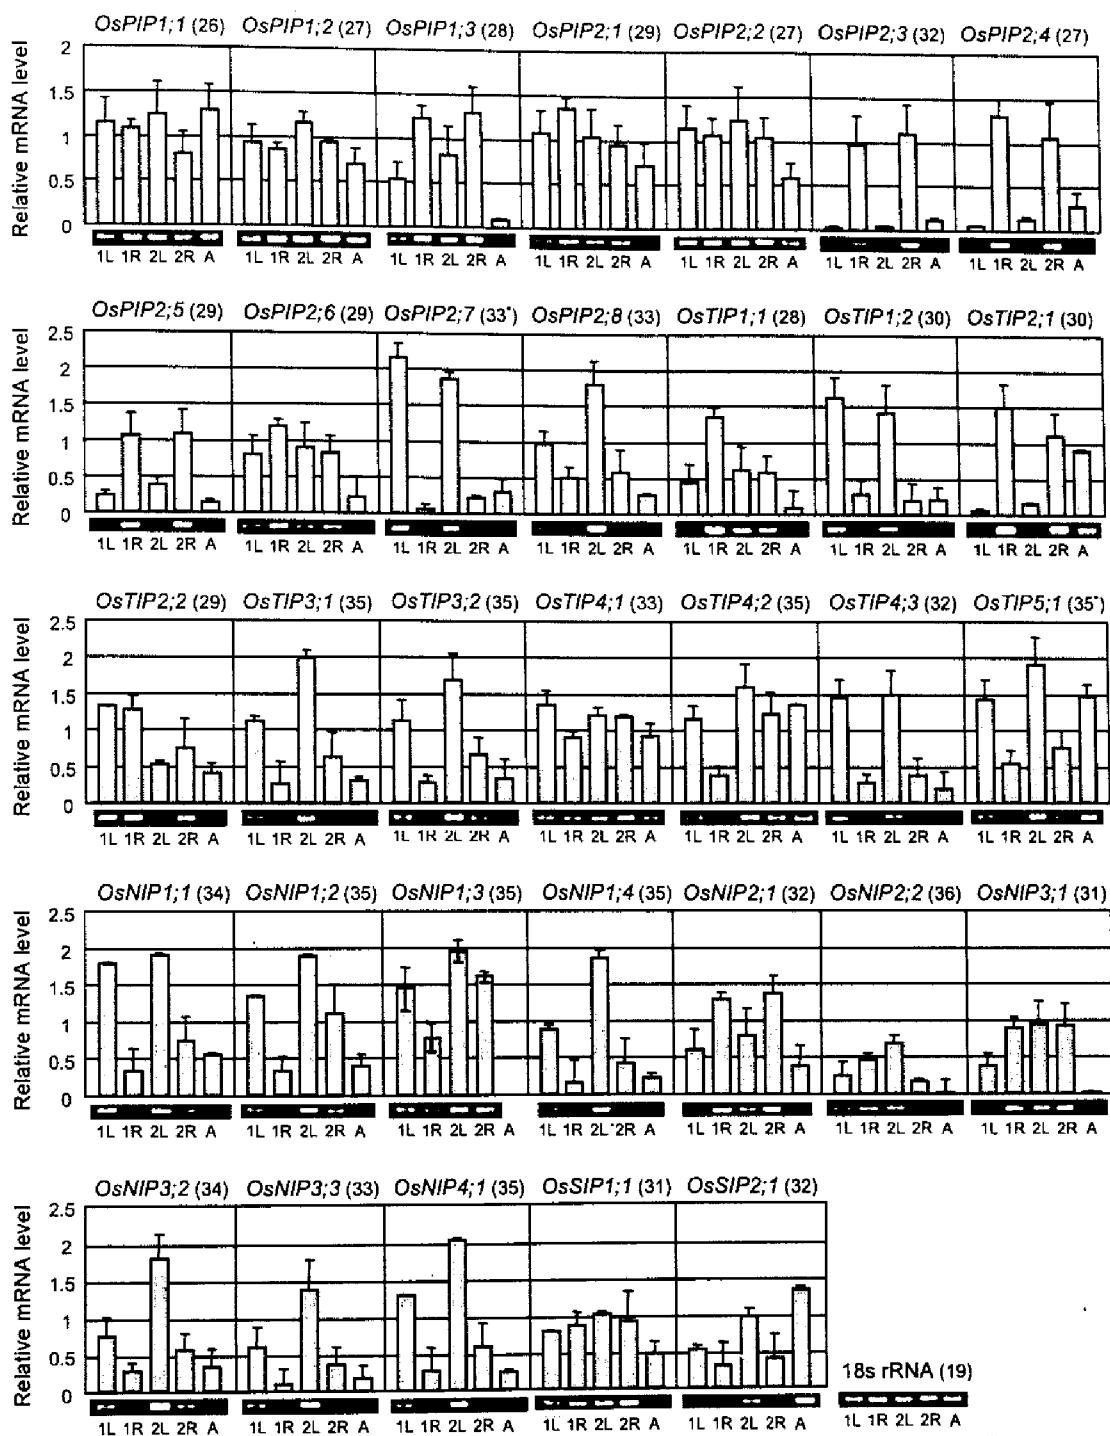 OsPIP1;1 (26) OsPIP1;2 (27) OsPIP1;3 (28) OsPIP2;1 (29) OsPIP2;2 (27) OsPIP2;3 (32) OsPIP2;4 (27)
Relative mRNA level
2
1.5
1
0.5
0
1L 1R 2L 2R A 1L 1R 2L 2R A 1L 1R 2L 2R A 1L 1R 2L 2R A 1L 1R 2L 2R A 1L 1R 2L 2R A 1L 1R 2L 2R A
OsPIP2;5 (29) OsPIP2;6 (29) OsPIP2;7 (33*) OsPIP2;8 (33) OsTIP1;1 (28) OsTIP1;2 (30) OsTIP2;1 (30)
Relative mRNA level
2.5
2
1.5
1
0.5
0
1L 1R 2L 2R A 1L 1R 2L 2R A 1L 1R 2L 2R A 1L 1R 2L 2R A 1L 1R 2L 2R A 1L 1R 2L 2R A 1L 1R 2L 2R A
OsTIP2;2 (29) OsTIP3;1 (35) OsTIP3;2 (35) OsTIP4;1 (33) OsTIP4;2 (35) OsTIP4;3 (32) OsTIP5;1 (35*)
Relative mRNA level
2.5
2
1.5
1
0.5
0
1L 1R 2L 2R A 1L 1R 2L 2R A 1L 1R 2L 2R A 1L 1R 2L 2R A 1L 1R 2L 2R A 1L 1R 2L 2R A 1L 1R 2L 2R A
OsNIP1;1 (34) OsNIP1;2 (35) OsNIP1;3 (35) OsNIP1;4 (35) OsNIP2;1 (32) OsNIP2;2 (36) OsNIP3;1 (31)
Relative mRNA level
2.5
2
1.5
1
0.5
0
1L 1R 2L 2R A 1L 1R 2L 2R A 1L 1R 2L 2R A 1L 1R 2L 2R A 1L 1R 2L 2R A 1L 1R 2L 2R A 1L 1R 2L 2R A
OsNIP3;2 (34) OsNIP3;3 (33) OsNIP4;1 (35) OsSIP1;1 (31) OsSIP2;1 (32)
Relative mRNA level
2.5
2
1.5
1
0.5
0
18s rRNA (19)
1L 1R 2L 2R A 1L 1R 2L 2R A 1L 1R 2L 2R A 1L 1R 2L 2R A 1L 1R 2L 2R A 1L 1R 2L 2R A